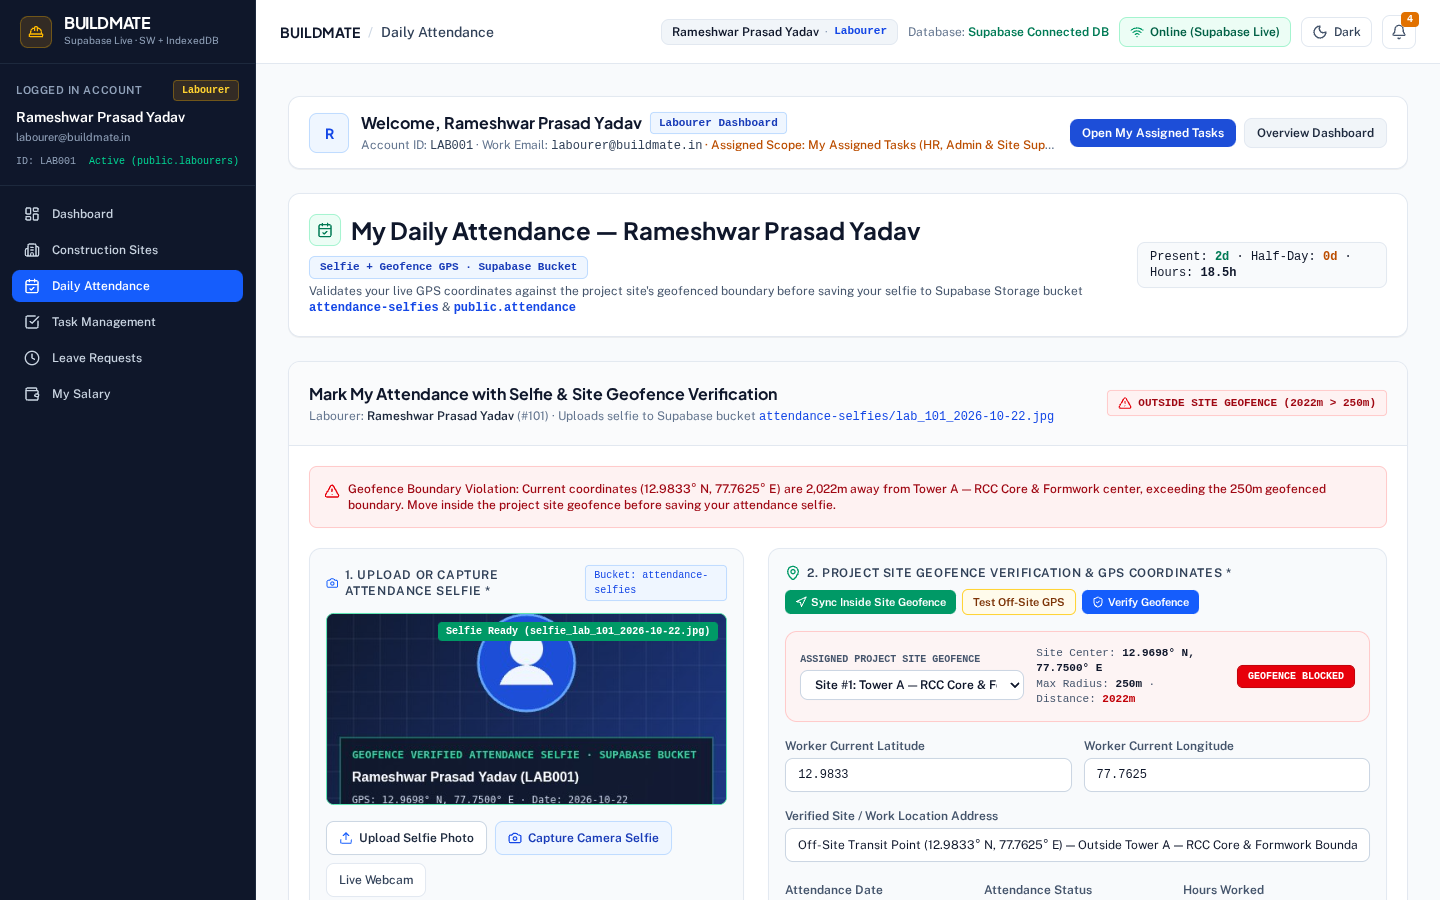 BUILDMATE
Supabase Live · SW + IndexedDB
LOGGED IN ACCOUNT
Labourer
Rameshwar Prasad Yadav
labourer@buildmate.in
ID: LAB001 Active (public.labourers)
Dashboard
Construction Sites
Daily Attendance
Task Management
Leave Requests
My Salary
BUILDMATE / Daily Attendance
Rameshwar Prasad Yadav · Labourer
Database: Supabase Connected DB
Online (Supabase Live)
Dark
4
R
Welcome, Rameshwar Prasad Yadav
Labourer Dashboard
Account ID: LAB001 · Work Email: labourer@buildmate.in · Assigned Scope: My Assigned Tasks (HR, Admin & Site Sup...
Open My Assigned Tasks
Overview Dashboard
My Daily Attendance — Rameshwar Prasad Yadav
Selfie + Geofence GPS · Supabase Bucket
Validates your live GPS coordinates against the project site's geofenced boundary before saving your selfie to Supabase Storage bucket
attendance-selfies & public.attendance
Present: 2d · Half-Day: 0d ·
Hours: 18.5h
Mark My Attendance with Selfie & Site Geofence Verification
Labourer: Rameshwar Prasad Yadav (#101) · Uploads selfie to Supabase bucket attendance-selfies/lab_101_2026-10-22.jpg
OUTSIDE SITE GEOFENCE (2022m > 250m)
Geofence Boundary Violation: Current coordinates (12.9833° N, 77.7625° E) are 2,022m away from Tower A — RCC Core & Formwork center, exceeding the 250m geofenced
boundary. Move inside the project site geofence before saving your attendance selfie.
1. UPLOAD OR CAPTURE
ATTENDANCE SELFIE *
Bucket: attendance-
selfies
Selfie Ready (selfie_lab_101_2026-10-22.jpg)
GEOFENCE VERIFIED ATTENDANCE SELFIE · SUPABASE BUCKET
Rameshwar Prasad Yadav (LAB001)
GPS: 12.9698° N, 77.7500° E · Date: 2026-10-22
Upload Selfie Photo
Capture Camera Selfie
Live Webcam
2. PROJECT SITE GEOFENCE VERIFICATION & GPS COORDINATES *
Sync Inside Site Geofence
Test Off-Site GPS
Verify Geofence
ASSIGNED PROJECT SITE GEOFENCE
Site #1: Tower A — RCC Core & Fo
Site Center: 12.9698° N,
77.7500° E
Max Radius: 250m ·
Distance: 2022m
GEOFENCE BLOCKED
Worker Current Latitude
12.9833
Worker Current Longitude
77.7625
Verified Site / Work Location Address
Off-Site Transit Point (12.9833° N, 77.7625° E) — Outside Tower A — RCC Core & Formwork Bounda
Attendance Date
Attendance Status
Hours Worked